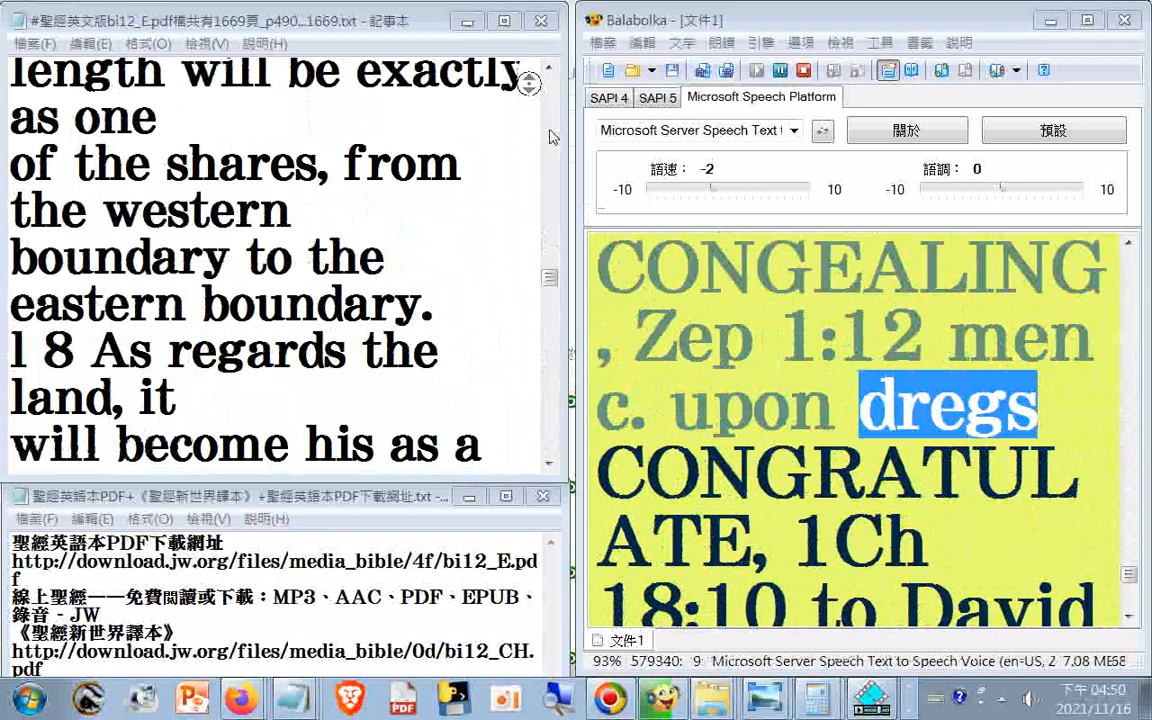 #聖經英文版bi12_E.pdf檔共有1669頁_p490,...1669.txt - 記事本
檔案(F) 編輯(E) 格式(O) 檢視(V) 說明(H)
length will be exactly
as one
of the shares, from
the western
boundary to the
eastern boundary.
l 8 As regards the
land, it
will become his as a
聖經英語本PDF+《聖經新世界譯本》+聖經英語本PDF下載網址.txt -...
檔案(F) 編輯(E) 格式(O) 檢視(V) 說明(H)
聖經英語本PDF下載網址
http://download.jw.org/files/media_bible/4f/bi12_E.pd
f
線上聖經——免費閱讀或下載：MP3、AAC、PDF、EPUB、
錄音 - JW
《聖經新世界譯本》
http://download.jw.org/files/media_bible/0d/bi12_CH.
pdf
Balabolka - [文件1]
檔案 編輯 文字 朗讀 引擎 選項 檢視 工具 書籤 說明
SAPI 4 SAPI 5 Microsoft Speech Platform
Microsoft Server Speech Text 關於 預設
語速： -2 語調： 0
-10 10 -10 10
CONGEALING
, Zep 1:12 men
c. upon dregs
CONGRATUL
ATE, 1Ch
18:10 to David
文件1
93% 579340: 9 Microsoft Server Speech Text to Speech Voice (en-US, Z 7.08 ME
下午 04:50
2021/11/16